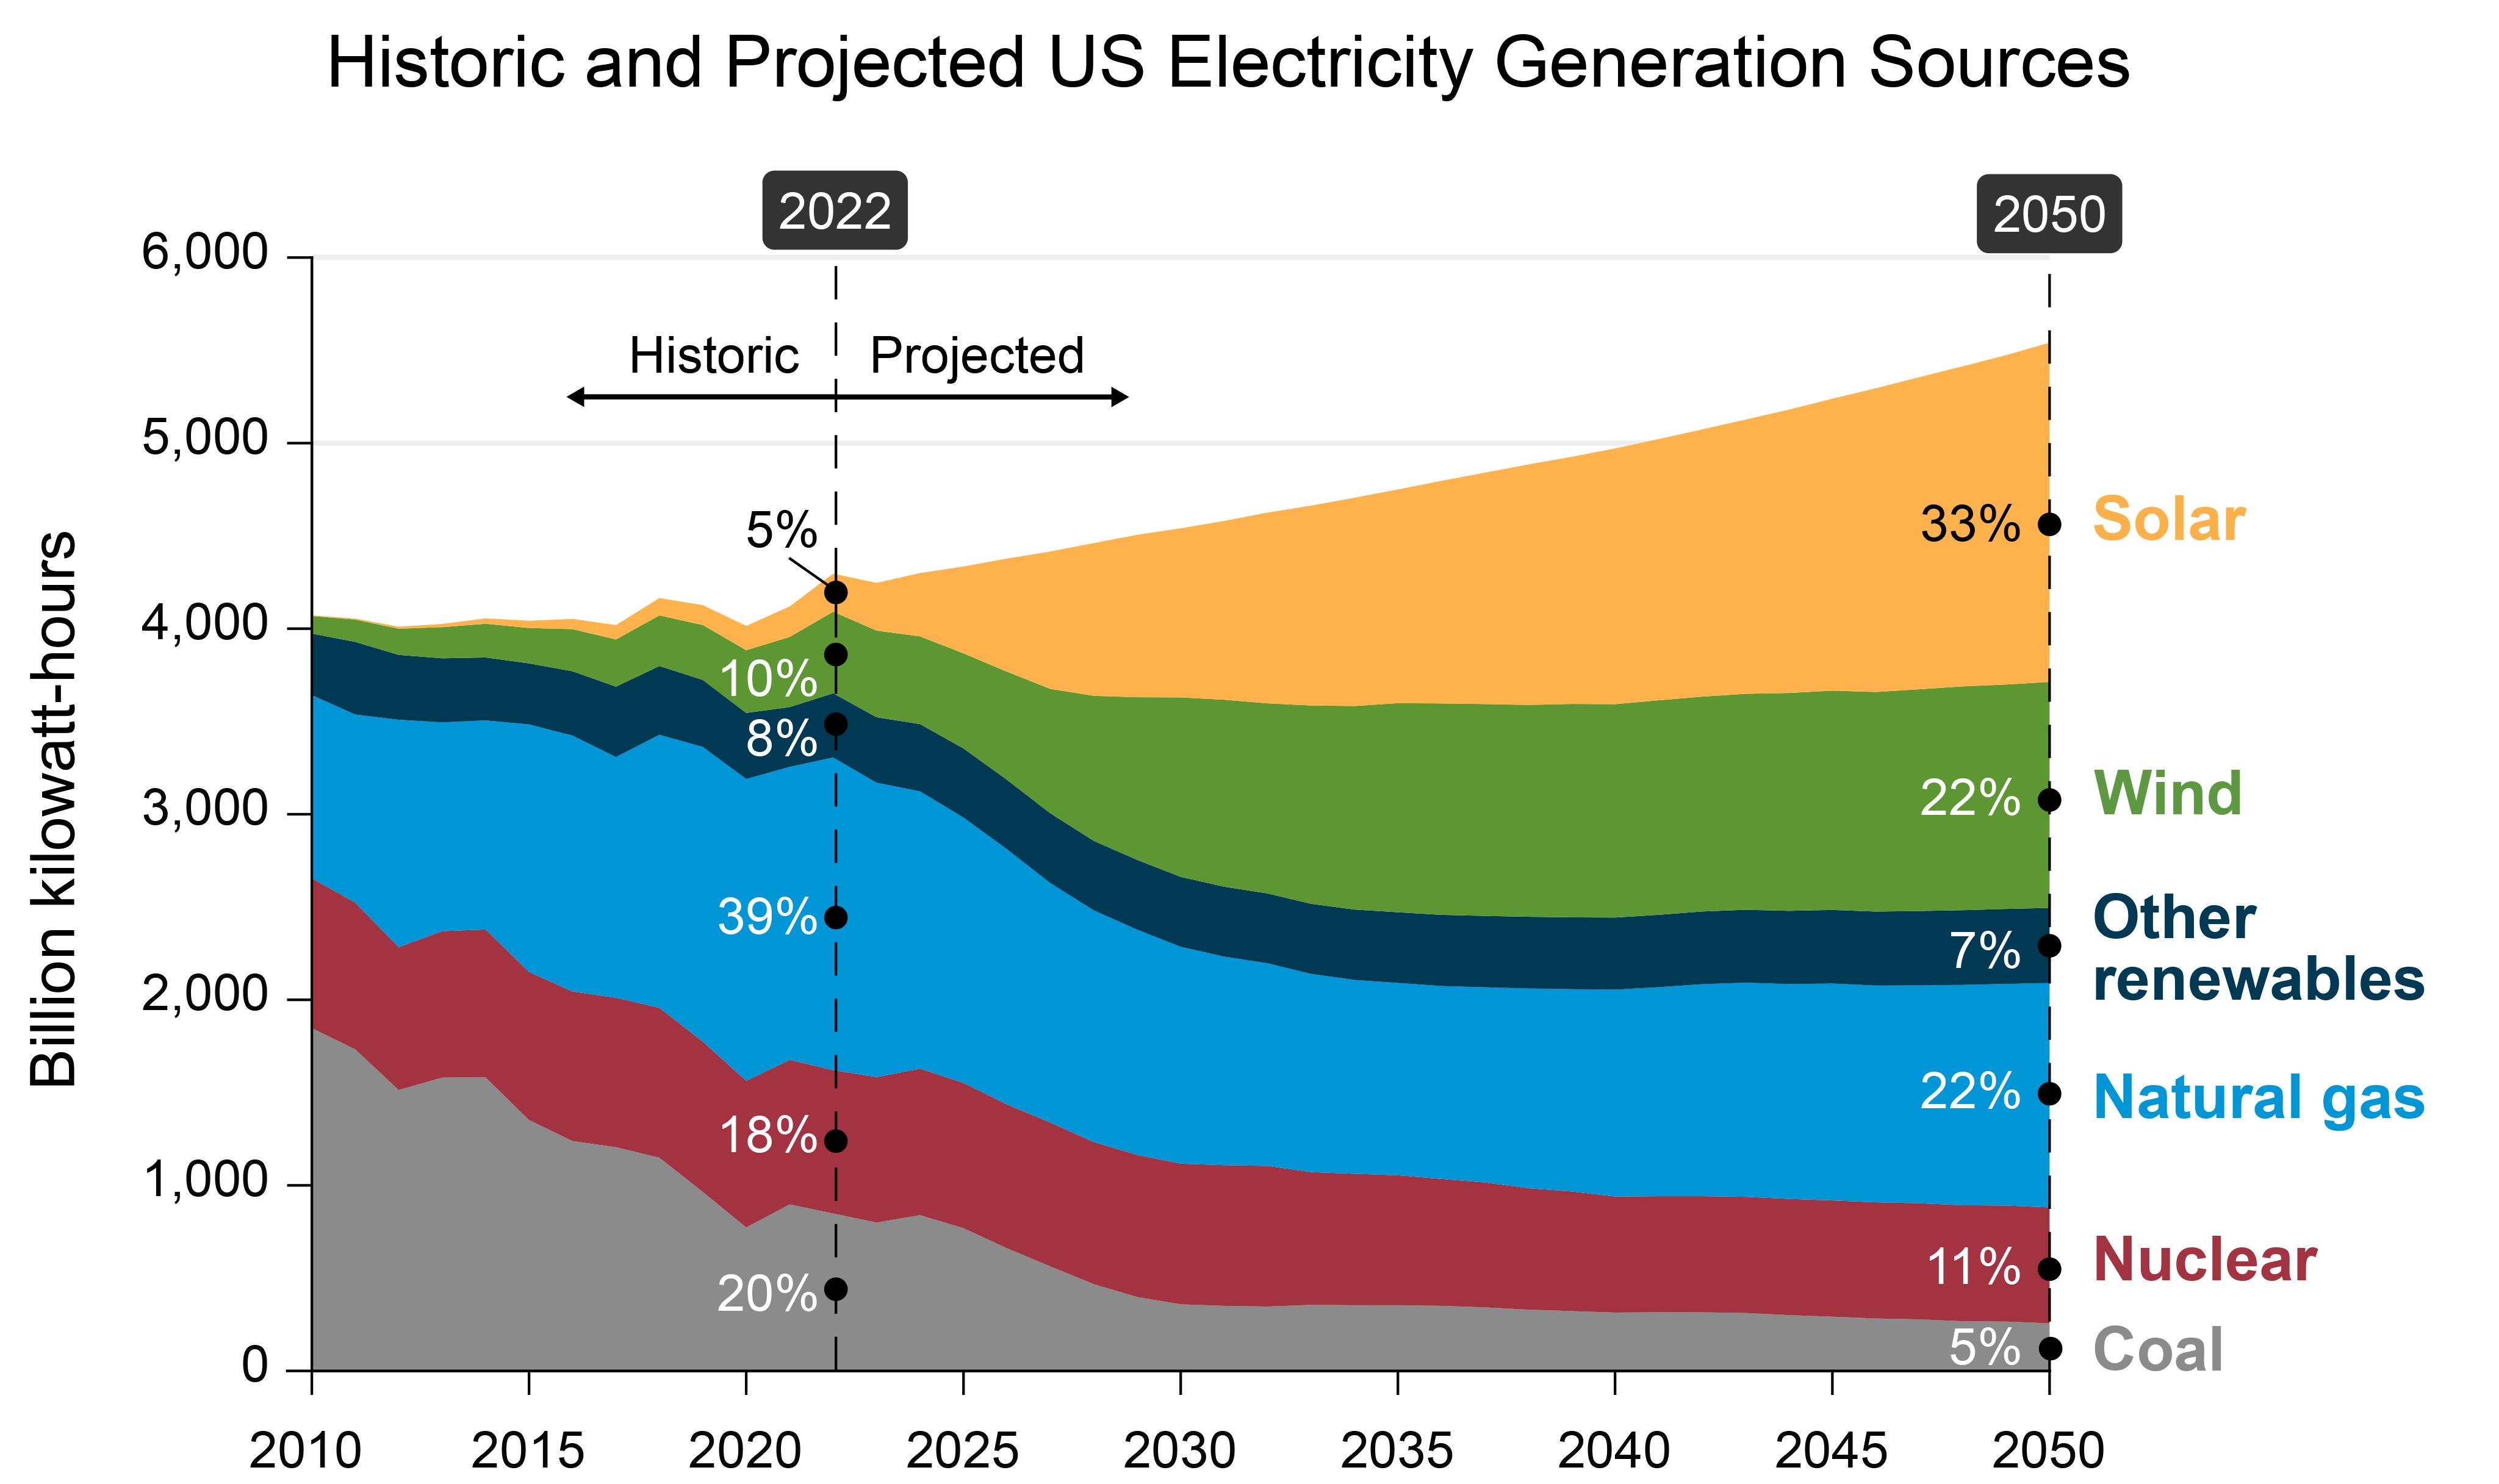 Historic and Projected US Electricity Generation Sources
2022
2050
6,000
Historic
Projected
5,000
5%
33%
Solar
4,000
10%
8%
3,000
22%
Wind
39%
Other
7%
renewables
2,000
22%
Natural gas
18%
1,000
11%
Nuclear
20%
5%
Coal
0
Billion kilowatt-hours
2010
2015
2020
2025
2030
2035
2040
2045
2050